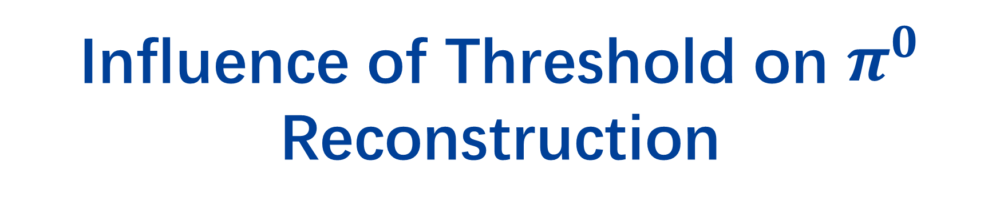 Influence of Threshold on π⁰
Reconstruction